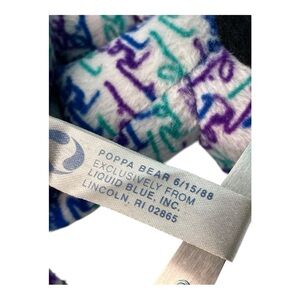 POPPA BEAR 6/15/88
EXCLUSIVELY FROM
LIQUID BLUE, INC.
LINCOLN, RI 02865